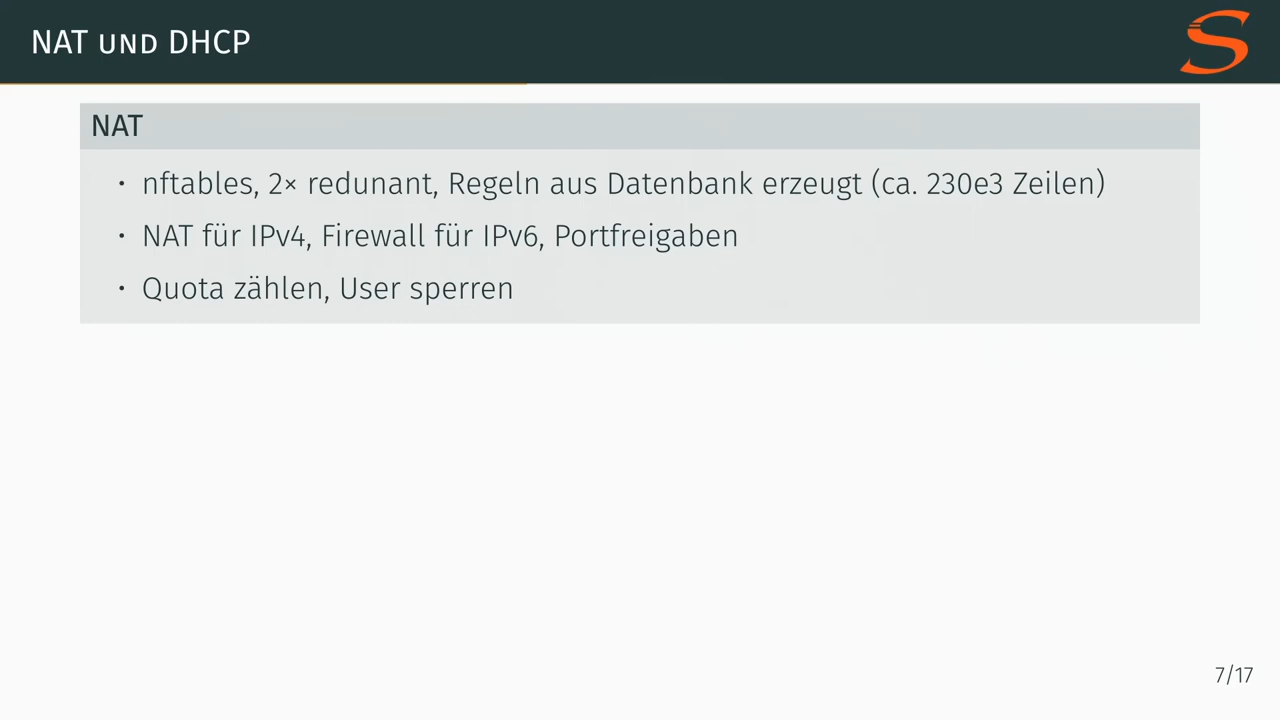 NAT UND DHCP
NAT
• nftables, 2× redunant, Regeln aus Datenbank erzeugt (ca. 230e3 Zeilen)
• NAT für IPv4, Firewall für IPv6, Portfreigaben
• Quota zählen, User sperren
7/17